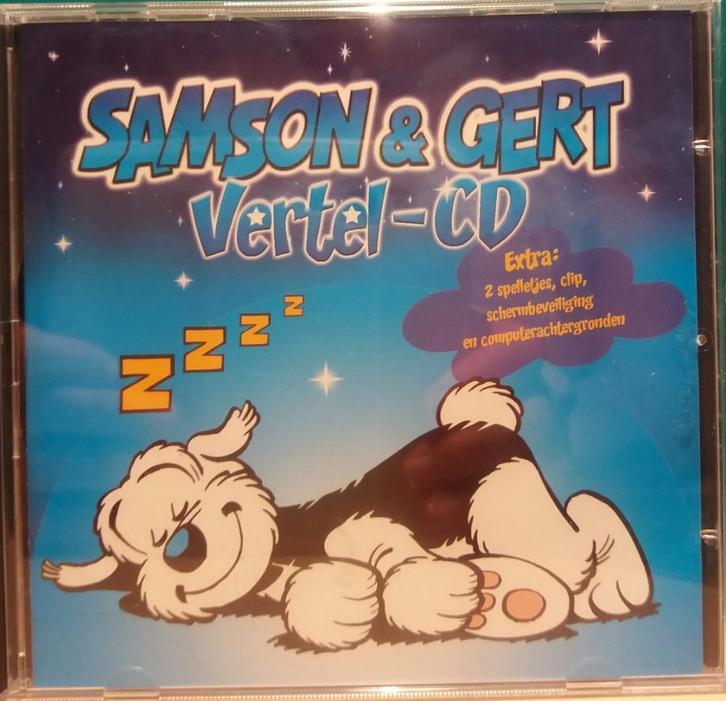 SAMSON & GERT
Vertel-CD
Extra:
2 spelletjes, clip,
schermbeveiliging
en computerachtergronden
Z Z Z Z